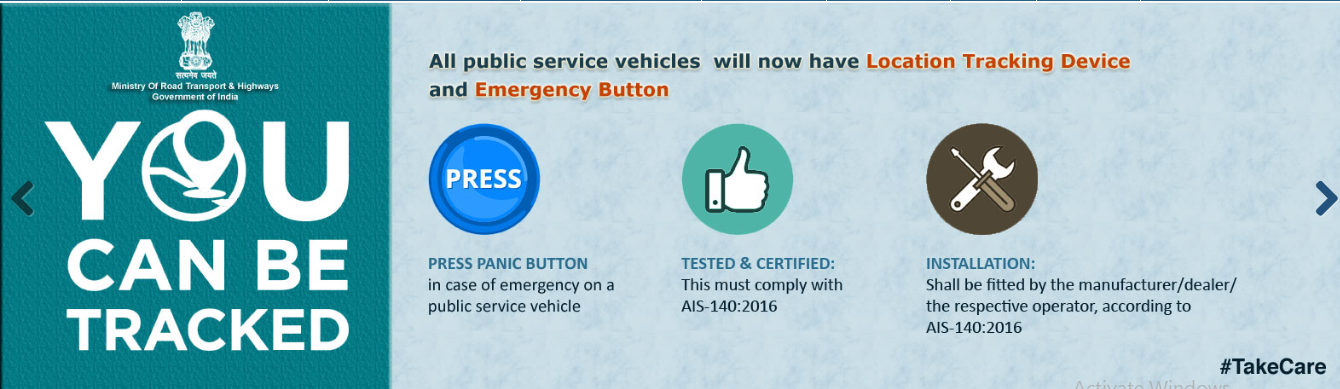 सत्यमेव जयते
Ministry Of Road Transport & Highways
Government of India
YOU
CAN BE
TRACKED
All public service vehicles will now have Location Tracking Device
and Emergency Button
PRESS
PRESS PANIC BUTTON
in case of emergency on a
public service vehicle
TESTED & CERTIFIED:
This must comply with
AIS-140:2016
INSTALLATION:
Shall be fitted by the manufacturer/dealer/
the respective operator, according to
AIS-140:2016
#TakeCare
Activate Windows